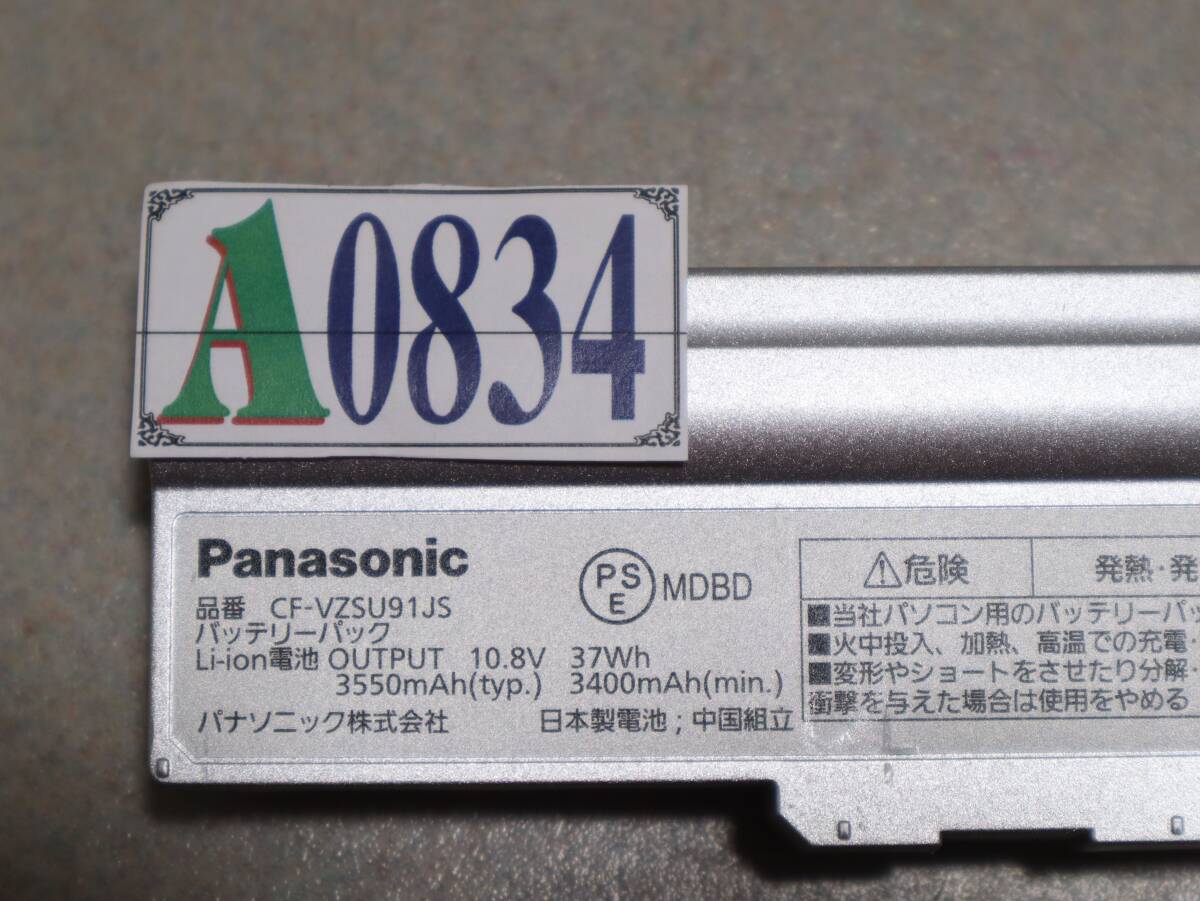 A0834
Panasonic
品番 CF-VZSU91JS
バッテリーパック
Li-ion電池 OUTPUT 10.8V 37Wh
3550mAh(typ.) 3400mAh(min.)
パナソニック株式会社 日本製電池；中国組立
PS
E
MDBD
危険 発熱・発
■当社パソコン用のバッテリーパッ
■火中投入、加熱、高温での充電・
■変形やショートをさせたり分解
衝撃を与えた場合は使用をやめる